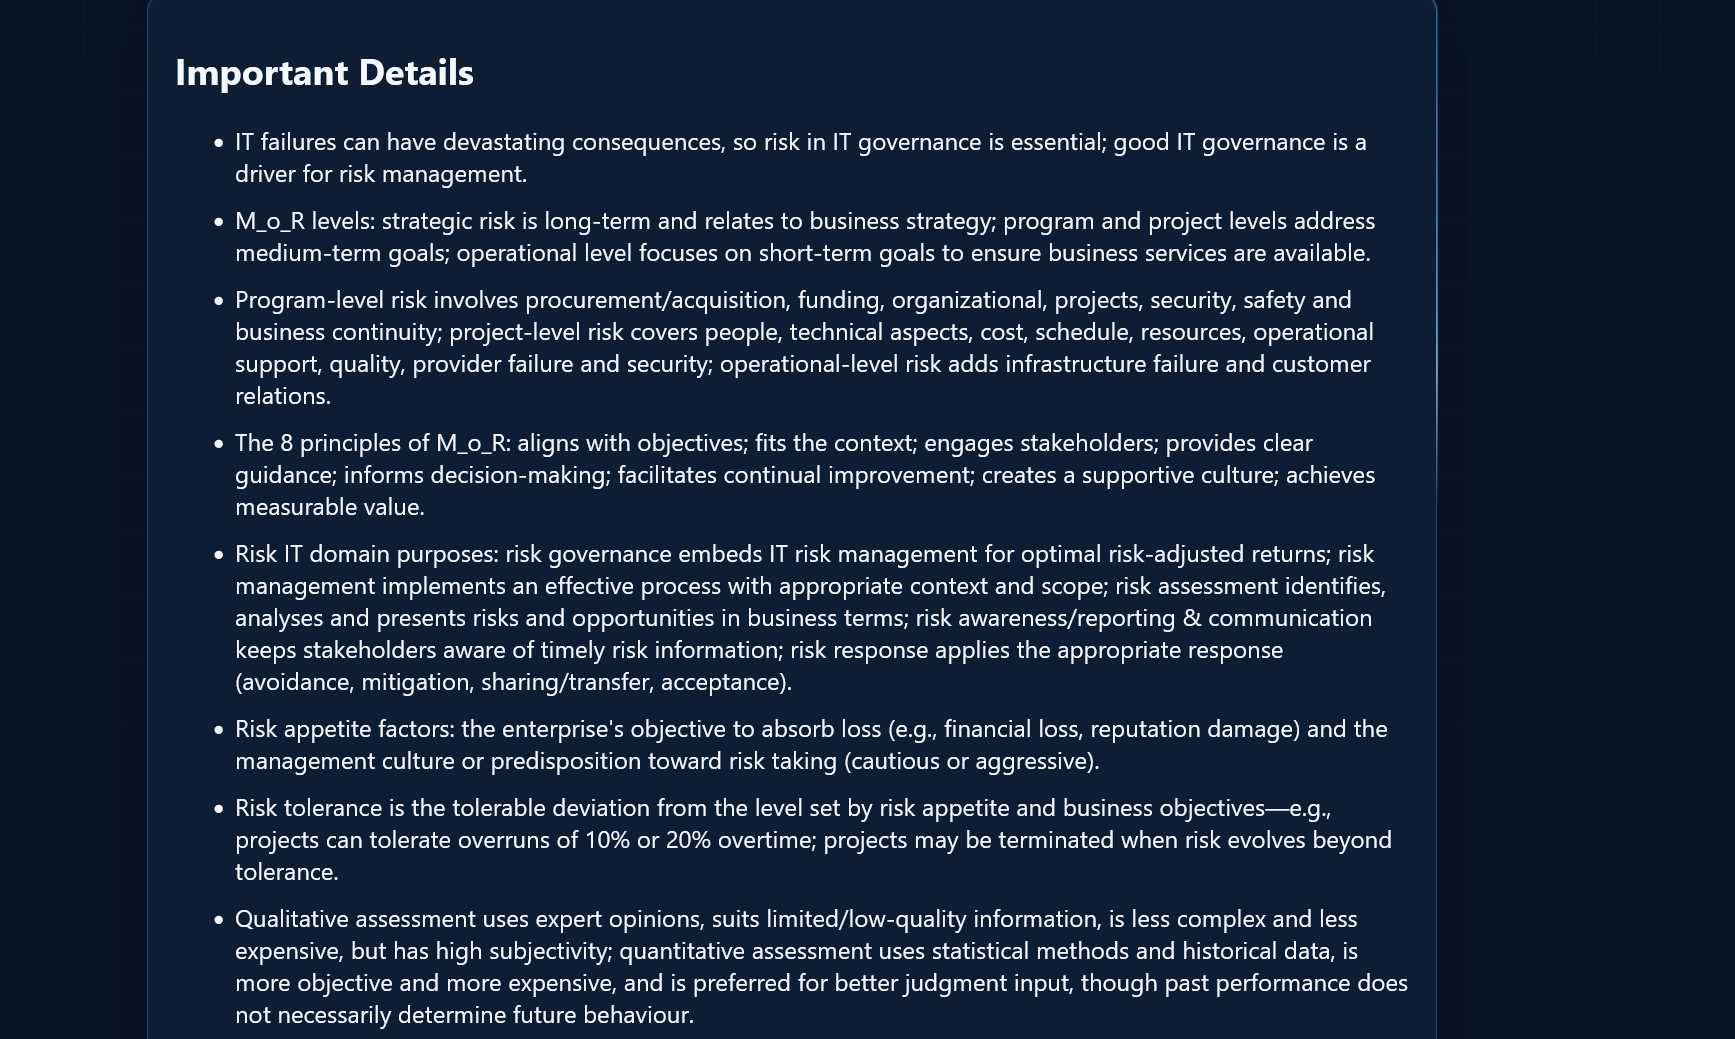 Important Details
• IT failures can have devastating consequences, so risk in IT governance is essential; good IT governance is a
driver for risk management.
• M_o_R levels: strategic risk is long-term and relates to business strategy; program and project levels address
medium-term goals; operational level focuses on short-term goals to ensure business services are available.
• Program-level risk involves procurement/acquisition, funding, organizational, projects, security, safety and
business continuity; project-level risk covers people, technical aspects, cost, schedule, resources, operational
support, quality, provider failure and security; operational-level risk adds infrastructure failure and customer
relations.
• The 8 principles of M_o_R: aligns with objectives; fits the context; engages stakeholders; provides clear
guidance; informs decision-making; facilitates continual improvement; creates a supportive culture; achieves
measurable value.
• Risk IT domain purposes: risk governance embeds IT risk management for optimal risk-adjusted returns; risk
management implements an effective process with appropriate context and scope; risk assessment identifies,
analyses and presents risks and opportunities in business terms; risk awareness/reporting & communication
keeps stakeholders aware of timely risk information; risk response applies the appropriate response
(avoidance, mitigation, sharing/transfer, acceptance).
• Risk appetite factors: the enterprise's objective to absorb loss (e.g., financial loss, reputation damage) and the
management culture or predisposition toward risk taking (cautious or aggressive).
• Risk tolerance is the tolerable deviation from the level set by risk appetite and business objectives—e.g.,
projects can tolerate overruns of 10% or 20% overtime; projects may be terminated when risk evolves beyond
tolerance.
• Qualitative assessment uses expert opinions, suits limited/low-quality information, is less complex and less
expensive, but has high subjectivity; quantitative assessment uses statistical methods and historical data, is
more objective and more expensive, and is preferred for better judgment input, though past performance does
not necessarily determine future behaviour.